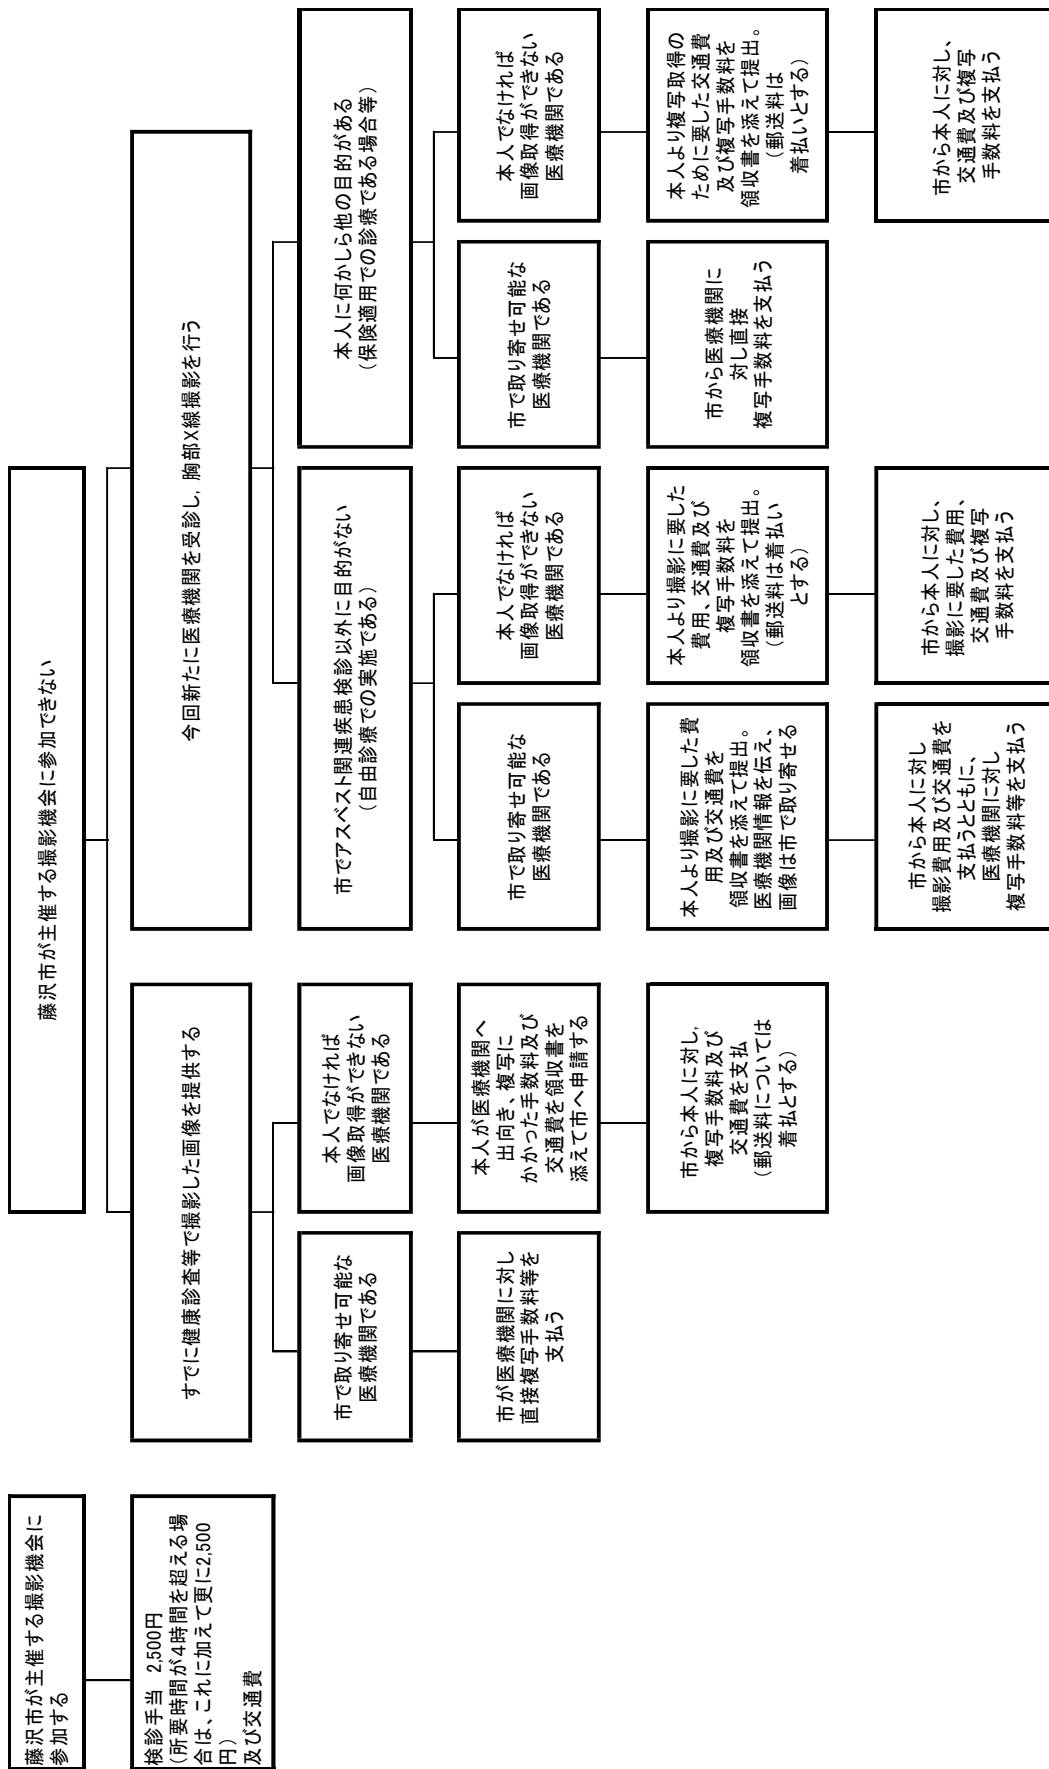 藤沢市が主催する撮影機会に
参加する
検診手当　2,500円
（所要時間が４時間を超える場
合は、これに加えて更に2,500
円）
及び交通費
藤沢市が主催する撮影機会に参加できない
すでに健康診査等で撮影した画像を提供する
市で取り寄せ可能な
医療機関である
市が医療機関に対し
直接複写手数料等を
支払う
本人でなければ
画像取得ができない
医療機関である
本人が医療機関へ
出向き、複写に
かかった手数料及び
交通費を領収書を
添えて市へ申請する
市から本人に対し、
複写手数料及び
交通費を支払
（郵送料については
着払とする）
今回新たに医療機関を受診し，胸部Ｘ線撮影を行う
市でアスベスト関連疾患検診以外に目的がない
（自由診療での実施である）
市で取り寄せ可能な
医療機関である
本人より撮影に要した費
用及び交通費を
領収書を添えて提出。
医療機関情報を伝え、
画像は市で取り寄せる
市から本人に対し
撮影費用及び交通費を
支払うとともに、
医療機関に対し
複写手数料等を支払う
本人でなければ
画像取得ができない
医療機関である
本人より撮影に要した
費用、交通費及び
複写手数料を
領収書を添えて提出。
（郵送料は着払い
とする）
市から本人に対し、
撮影に要した費用、
交通費及び複写
手数料を支払う
本人に何かしら他の目的がある
（保険適用での診療である場合等）
市で取り寄せ可能な
医療機関である
市から医療機関に
対し直接
複写手数料を支払う
本人でなければ
画像取得ができない
医療機関である
本人より複写取得の
ために要した交通費
及び複写手数料を
領収書を添えて提出。
（郵送料は
着払いとする）
市から本人に対し、
交通費及び複写
手数料を支払う